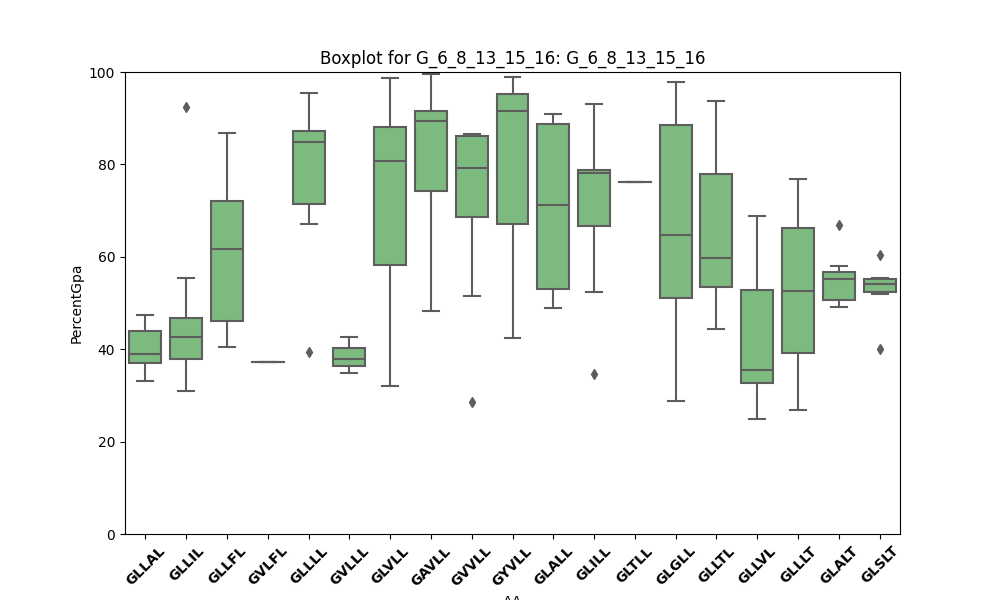 Boxplot for G_6_8_13_15_16: G_6_8_13_15_16
100
80
60
40
20
0
PercentGpa
GLLAL GLLIL GLLFL GVLFL GLLLL GVLLL GLVLL GAVLL GVVLL GYVLL GLALL GLILL GLTLL GLGLL GLLTL GLLVL GLLLT GLALT GLSLT
AA